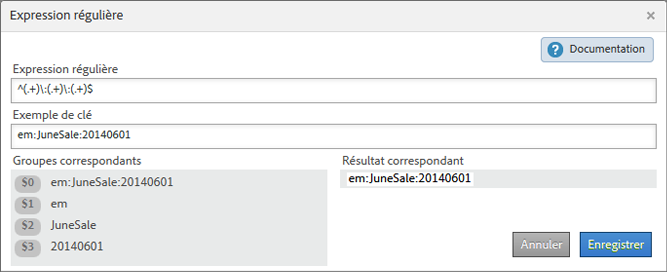 Expression régulière ×
? Documentation
Expression régulière
^(.+)\:(.+)\:(.+)$
Exemple de clé
em:JuneSale:20140601
Groupes correspondants Résultat correspondant
$0 em:JuneSale:20140601 em:JuneSale:20140601
$1 em
$2 JuneSale
$3 20140601
Annuler Enregistrer